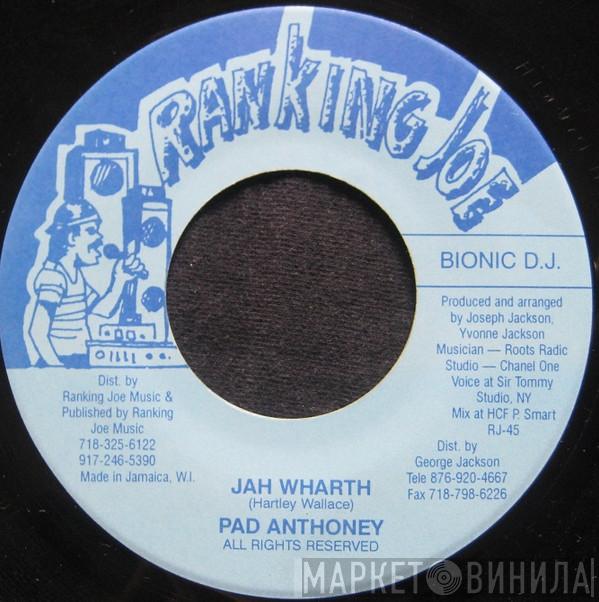 RANKING JOE
BIONIC D.J.
Produced and arranged
by Joseph Jackson,
Yvonne Jackson
Musician — Roots Radic
Studio — Chanel One
Voice at Sir Tommy
Studio, NY
Mix at HCF P. Smart
RJ-45
Dist. by
George Jackson
Tele 876-920-4667
Fax 718-798-6226
Dist. by
Ranking Joe Music &
Published by Ranking
Joe Music
718-325-6122
917-246-5390
Made in Jamaica, W.I.
JAH WHARTH
(Hartley Wallace)
PAD ANTHONEY
ALL RIGHTS RESERVED
МАРКЕТ ВИНИЛА